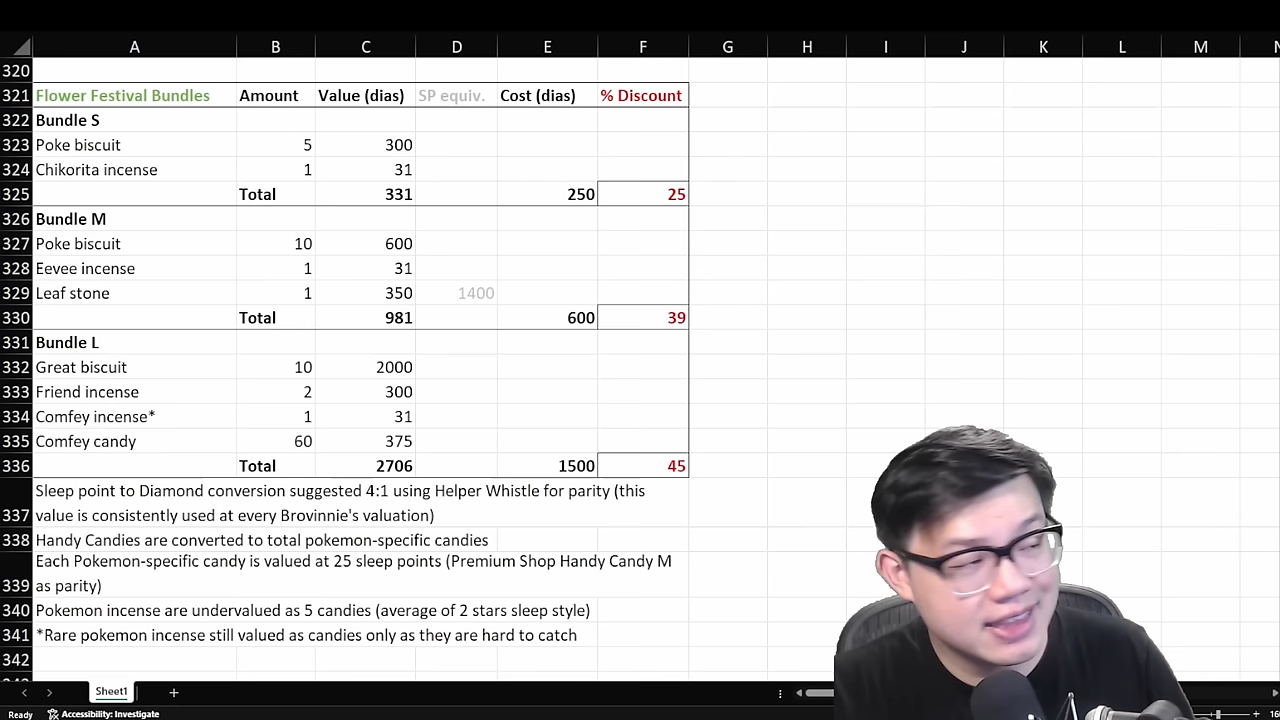 A B C D E F G H I J K L M
320
321 Flower Festival Bundles Amount Value (dias) SP equiv. Cost (dias) % Discount
322 Bundle S
323 Poke biscuit 5 300
324 Chikorita incense 1 31
325 Total 331 250 25
326 Bundle M
327 Poke biscuit 10 600
328 Eevee incense 1 31
329 Leaf stone 1 350 1400
330 Total 981 600 39
331 Bundle L
332 Great biscuit 10 2000
333 Friend incense 2 300
334 Comfey incense* 1 31
335 Comfey candy 60 375
336 Total 2706 1500 45
Sleep point to Diamond conversion suggested 4:1 using Helper Whistle for parity (this
337 value is consistently used at every Brovinnie's valuation)
338 Handy Candies are converted to total pokemon-specific candies
Each Pokemon-specific candy is valued at 25 sleep points (Premium Shop Handy Candy M
339 as parity)
340 Pokemon incense are undervalued as 5 candies (average of 2 stars sleep style)
341 *Rare pokemon incense still valued as candies only as they are hard to catch
342
Sheet1
Ready Accessibility: Investigate